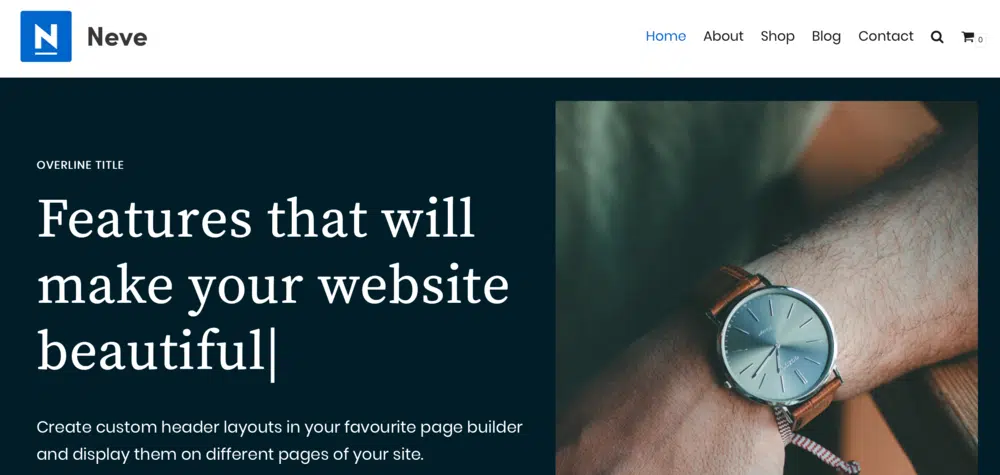 N Neve
Home About Shop Blog Contact 0
OVERLINE TITLE
Features that will
make your website
beautiful|
Create custom header layouts in your favourite page builder
and display them on different pages of your site.